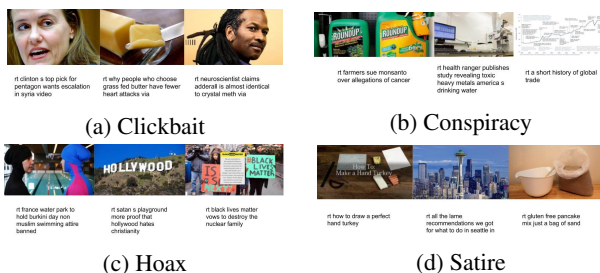 rt clinton s top pick for
pentagon wants escalation
in syria video
rt why people who choose
grass fed butter have fewer
heart attacks via
rt neuroscientist claims
adderall is almost identical
to crystal meth via
(a) Clickbait
ROUNDUP
ROUNDUP
rt farmers sue monsanto
over allegations of cancer
rt health ranger publishes
study revealing toxic
heavy metals america s
drinking water
rt a short history of global
trade
(b) Conspiracy
HOLLYWOOD
IS A
#BLACK
LIVES
MATTER
rt france water park to
hold burkini day non
muslim swimming attire
banned
rt satan s playground
more proof that
hollywood hates
christianity
rt black lives matter
vows to destroy the
nuclear family
(c) Hoax
How To
Make a Hand Turkey
rt how to draw a perfect
hand turkey
rt all the lame
recommendations we got
for what to do in seattle in
rt gluten free pancake
mix just a bag of sand
(d) Satire